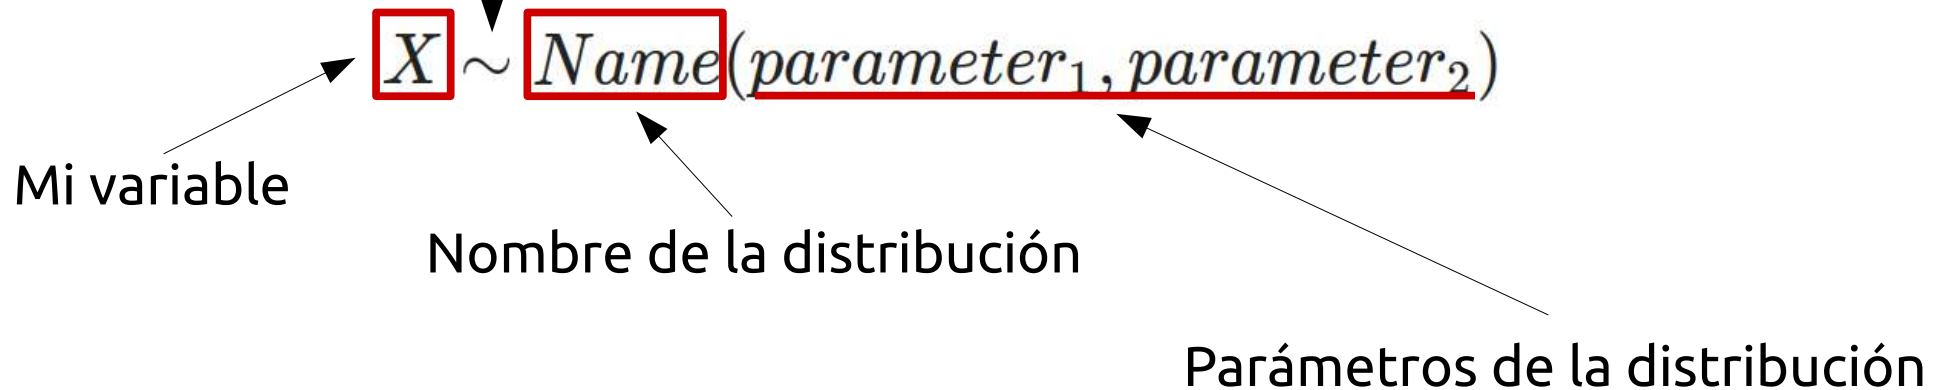 X ~ Name(parameter₁, parameter₂)
Mi variable
Nombre de la distribución
Parámetros de la distribución